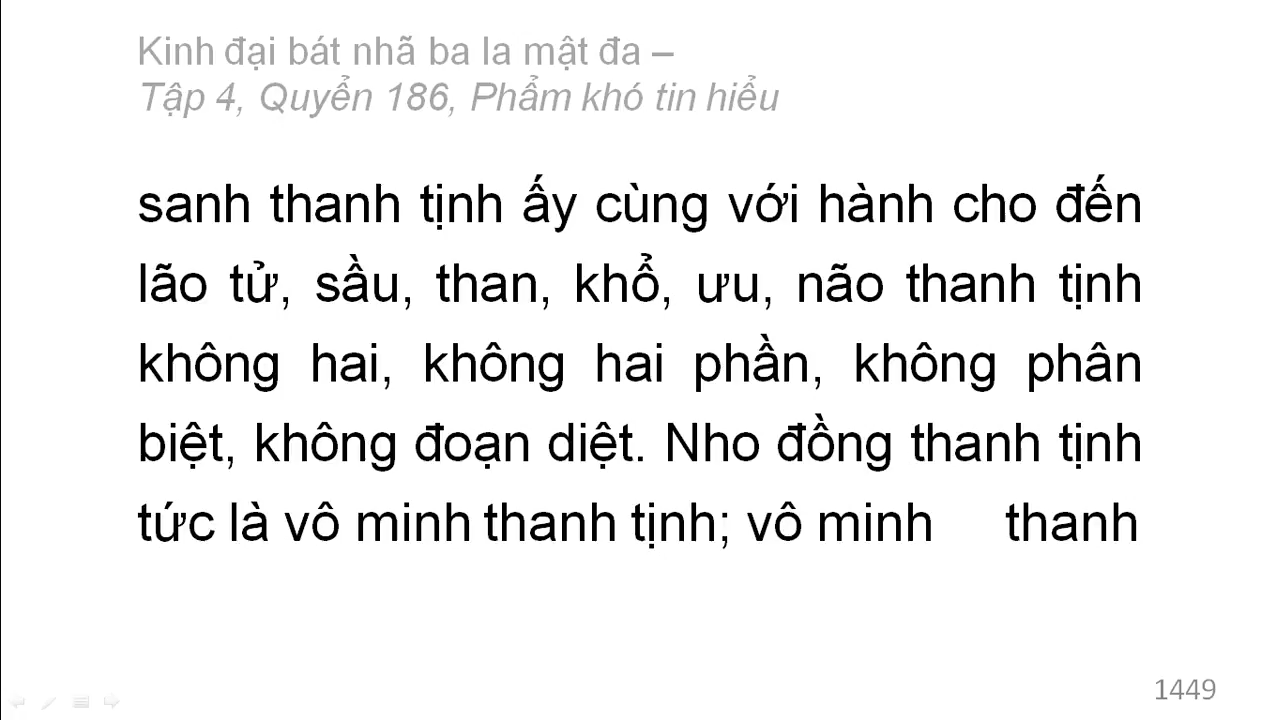 Kinh đại bát nhã ba la mật đa –
Tập 4, Quyển 186, Phẩm khó tin hiểu
sanh thanh tịnh ấy cùng với hành cho đến
lão tử, sầu, than, khổ, ưu, não thanh tịnh
không hai, không hai phần, không phân
biệt, không đoạn diệt. Nho đồng thanh tịnh
tức là vô minh thanh tịnh; vô minh thanh
1449